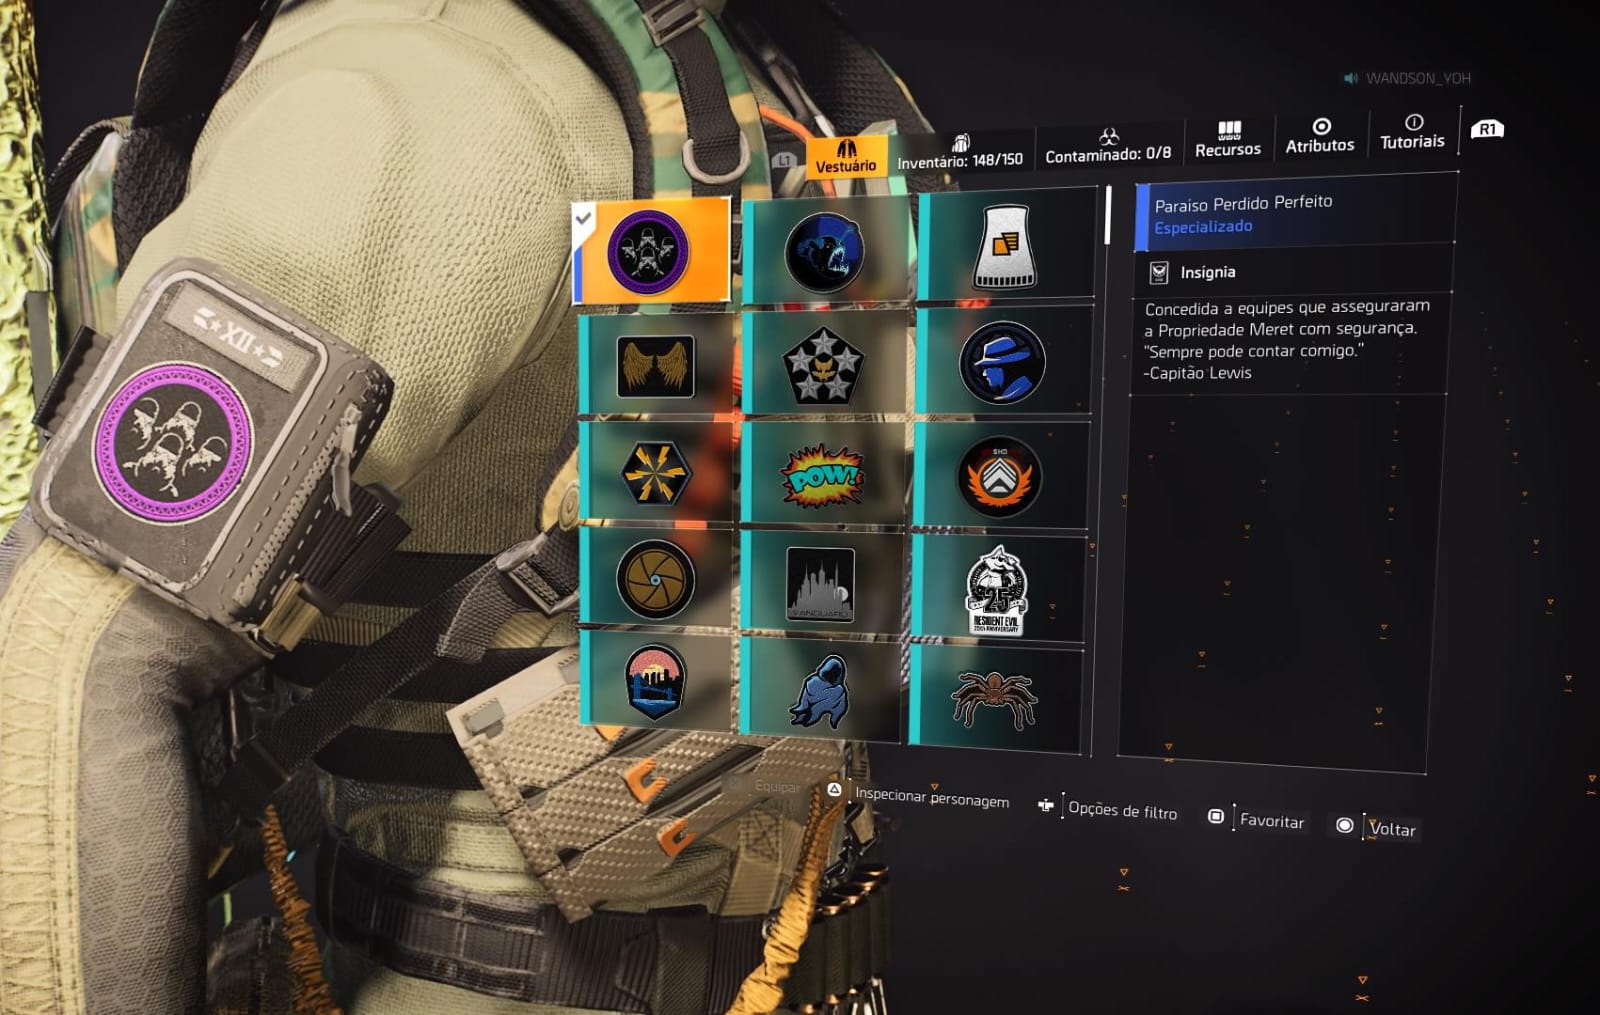 WANDSON_YOH
L1
Vestuário
Inventário: 148/150
Contaminado: 0/8
Recursos
Atributos
Tutoriais
R1
Paraíso Perdido Perfeito
Especializado
Insígnia
Concedida a equipes que asseguraram
a Propriedade Meret com segurança.
"Sempre pode contar comigo."
-Capitão Lewis
XII
POW!
SHD
VANGUARD
25
RESIDENT EVIL
25th ANNIVERSARY
Equipar
Inspecionar personagem
Opções de filtro
Favoritar
Voltar